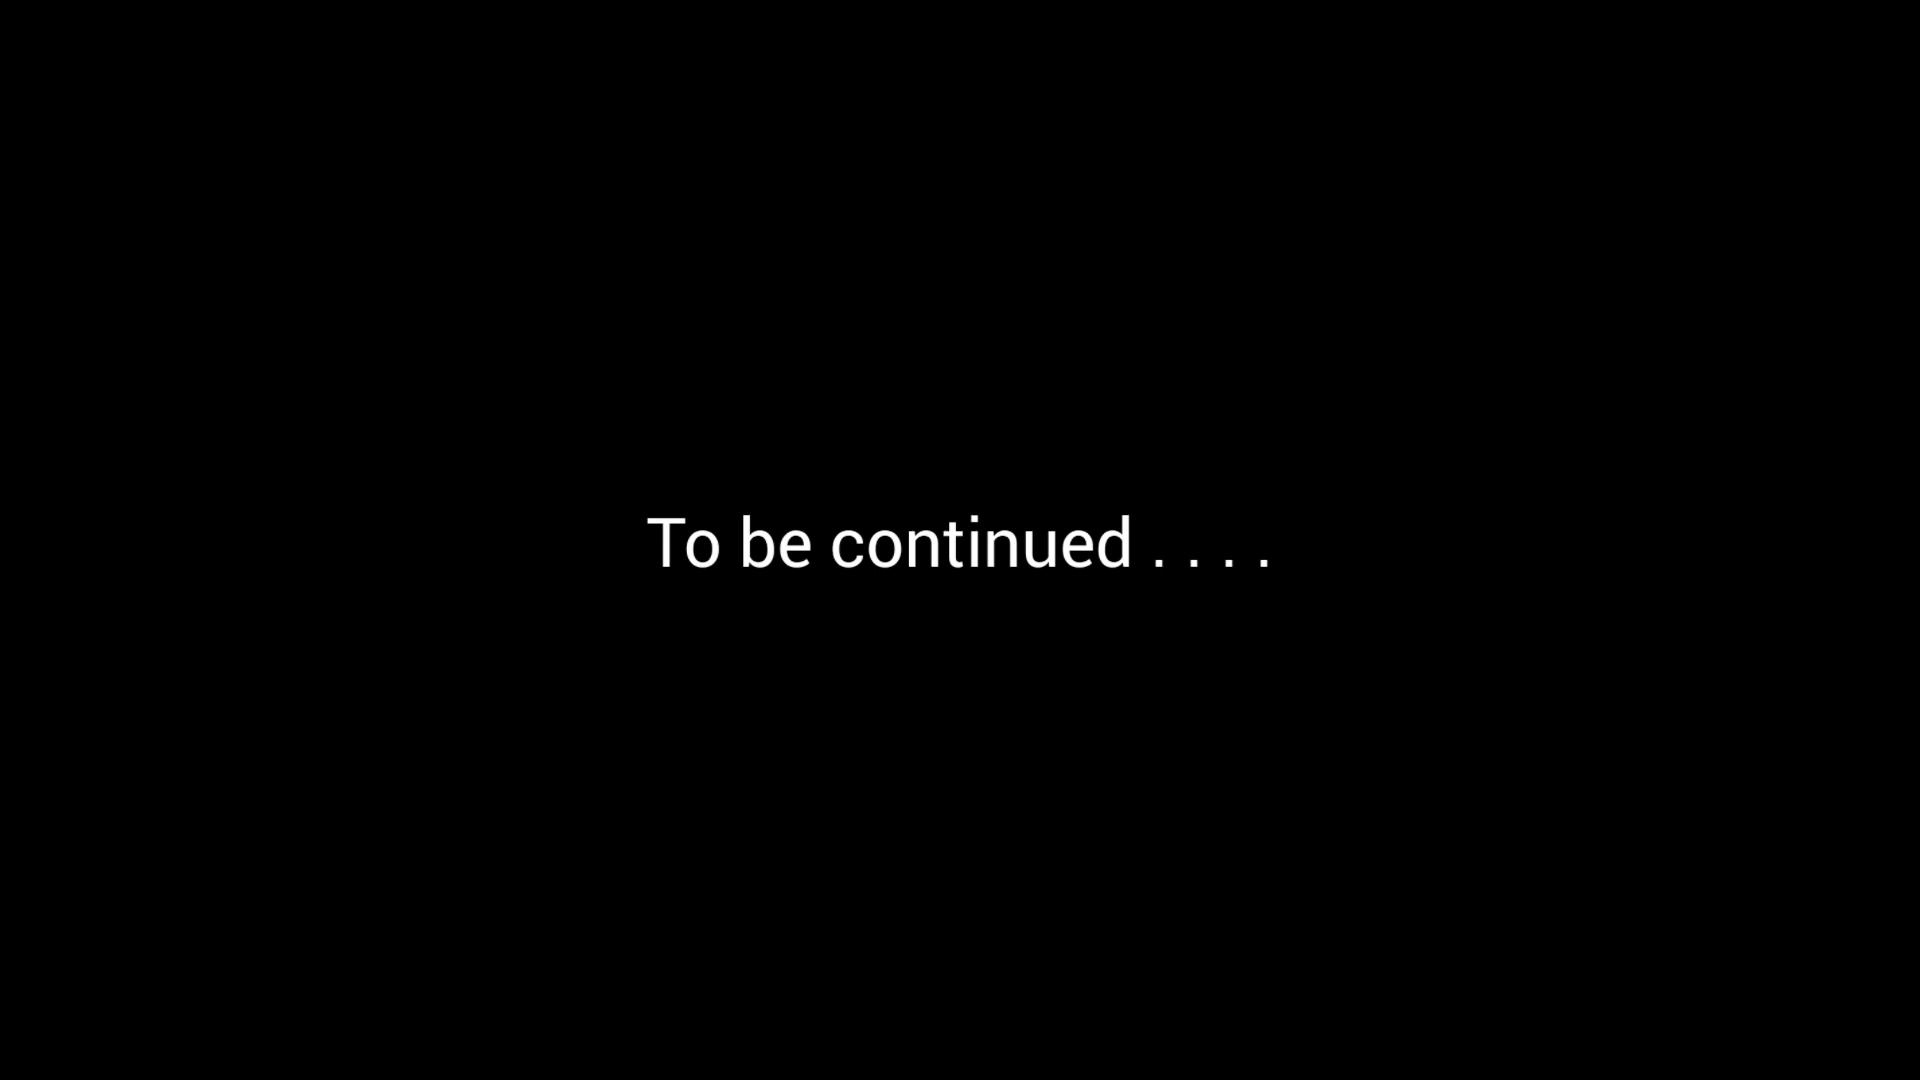 To be continued . . . .